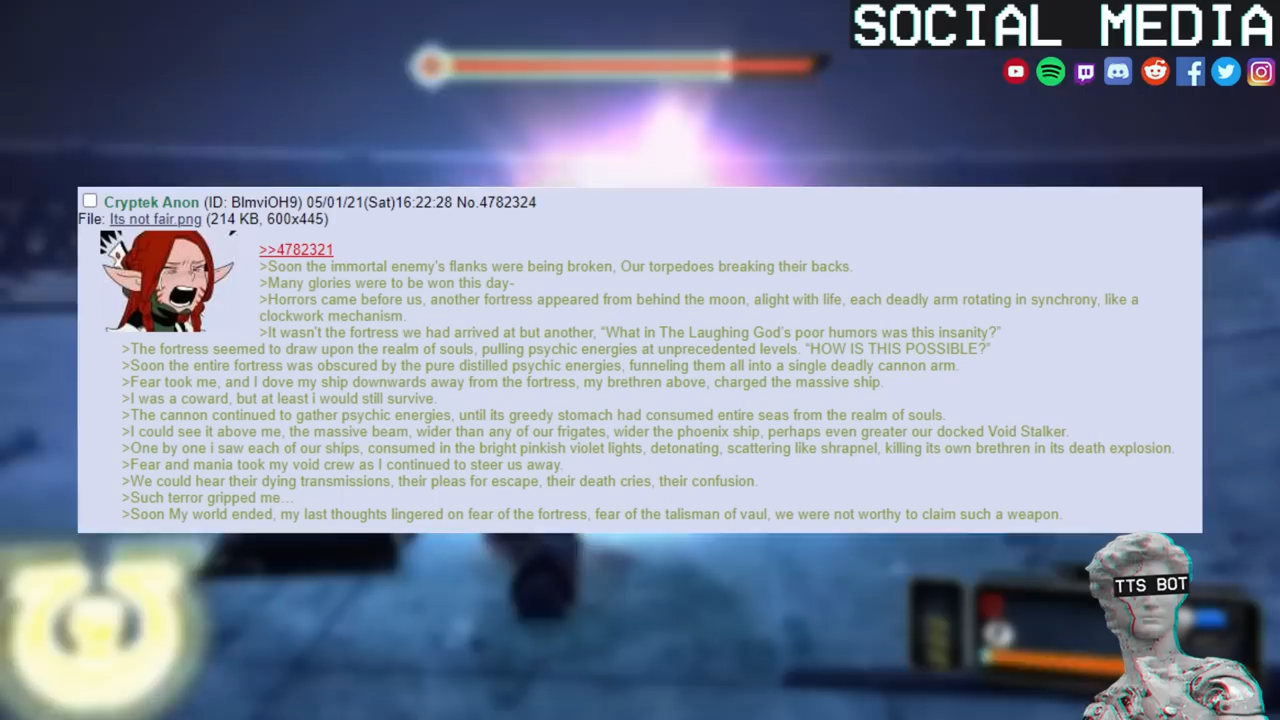 SOCIAL MEDIA
Cryptek Anon (ID: BlmviOH9) 05/01/21(Sat)16:22:28 No.4782324
File: Its not fair.png (214 KB, 600x445)
>>4782321
>Soon the immortal enemy's flanks were being broken, Our torpedoes breaking their backs.
>Many glories were to be won this day-
>Horrors came before us, another fortress appeared from behind the moon, alight with life, each deadly arm rotating in synchrony, like a
clockwork mechanism.
>It wasn't the fortress we had arrived at but another, “What in The Laughing God's poor humors was this insanity?”
>The fortress seemed to draw upon the realm of souls, pulling psychic energies at unprecedented levels. “HOW IS THIS POSSIBLE?”
>Soon the entire fortress was obscured by the pure distilled psychic energies, funneling them all into a single deadly cannon arm.
>Fear took me, and I dove my ship downwards away from the fortress, my brethren above, charged the massive ship.
>I was a coward, but at least i would still survive.
>The cannon continued to gather psychic energies, until its greedy stomach had consumed entire seas from the realm of souls.
>I could see it above me, the massive beam, wider than any of our frigates, wider the phoenix ship, perhaps even greater our docked Void Stalker.
>One by one i saw each of our ships, consumed in the bright pinkish violet lights, detonating, scattering like shrapnel, killing its own brethren in its death explosion.
>Fear and mania took my void crew as I continued to steer us away.
>We could hear their dying transmissions, their pleas for escape, their death cries, their confusion.
>Such terror gripped me…
>Soon My world ended, my last thoughts lingered on fear of the fortress, fear of the talisman of vaul, we were not worthy to claim such a weapon.
TTS BOT